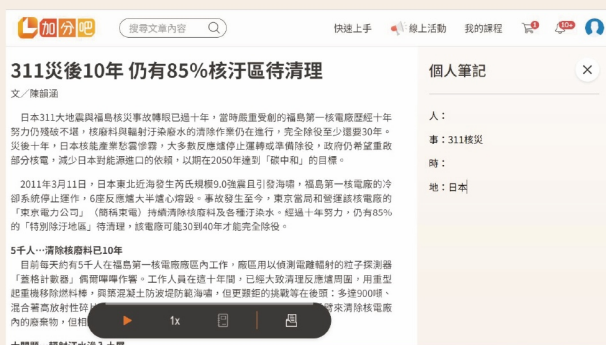 加分吧
搜尋文章內容
快速上手
線上活動
我的課程
9
10+
311災後10年 仍有85%核汙區待清理
文／陳韻涵
日本311大地震與福島核災事故轉眼已過十年，當時嚴重受創的福島第一核電廠歷經十年
努力仍殘破不堪，核廢料與輻射汙染廢水的清除作業仍在進行，完全除役至少還要30年。
災後十年，日本核能產業愁雲慘霧，大多數反應爐停止運轉或準備除役，政府仍希望重啟
部分核電，減少日本對能源進口的依賴，以期在2050年達到「碳中和」的目標。
2011年3月11日，日本東北近海發生芮氏規模9.0強震且引發海嘯，福島第一核電廠的冷
卻系統停止運作，6座反應爐大半爐心熔毀。事故發生至今，東京當局和營運該核電廠的
「東京電力公司」（簡稱東電）持續清除核廢料及各種汙染水。經過十年努力，仍有85%
的「特別除汙地區」待清理，該電廠可能30到40年才能完全除役。
5千人…清除核廢料已10年
目前每天約有5千人在福島第一核電廠廠區內工作，廠區用以偵測電離輻射的粒子探測器
「蓋格計數器」偶爾嗶嗶作響。工作人員在這十年間，已經大致清理反應爐周圍，用重型
起重機移除燃料棒，興築混凝土防波堤防範海嘯，但更艱鉅的挑戰等在後頭：多達900噸、
混合著高放射性碎
來清除核電廠
內的廢棄物，但相
1x
個人筆記
人：
事：311核災
時：
地：日本